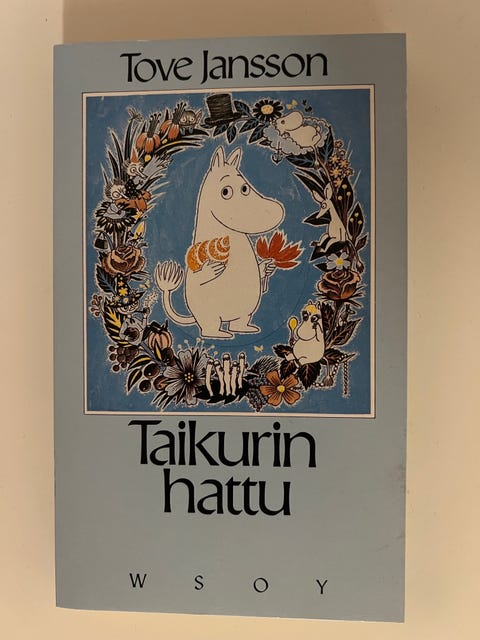 Tove Jansson
Taikurin
hattu
W S O Y